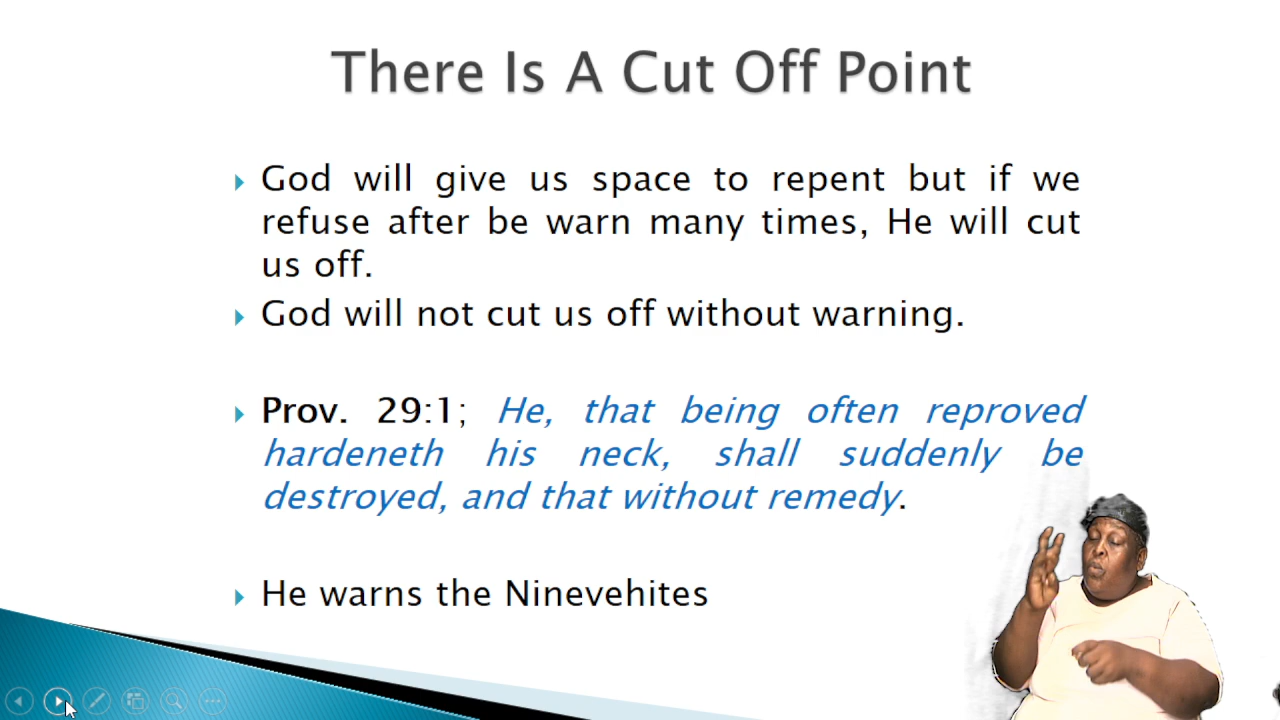 There Is A Cut Off Point
God will give us space to repent but if we
refuse after be warn many times, He will cut
us off.
God will not cut us off without warning.
Prov. 29:1; He, that being often reproved
hardeneth his neck, shall suddenly be
destroyed, and that without remedy.
He warns the Ninevehites